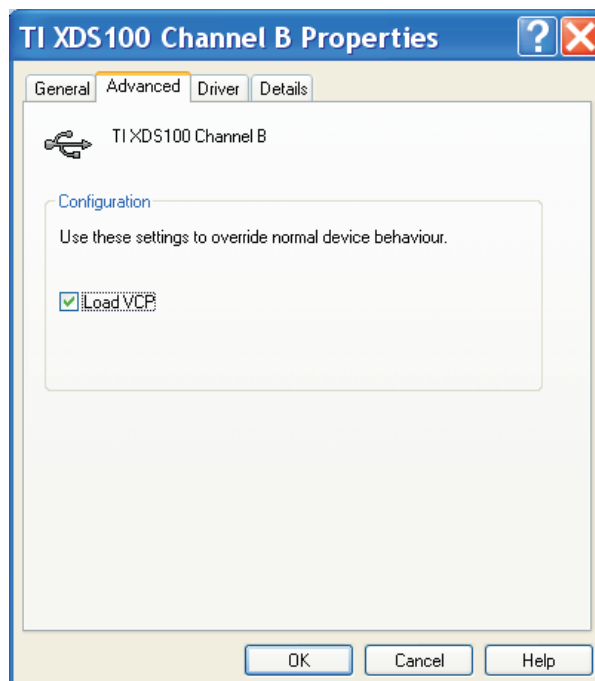 TI XDS100 Channel B Properties
General Advanced Driver Details
TI XDS100 Channel B
Configuration
Use these settings to override normal device behaviour.
Load VCP
OK Cancel Help